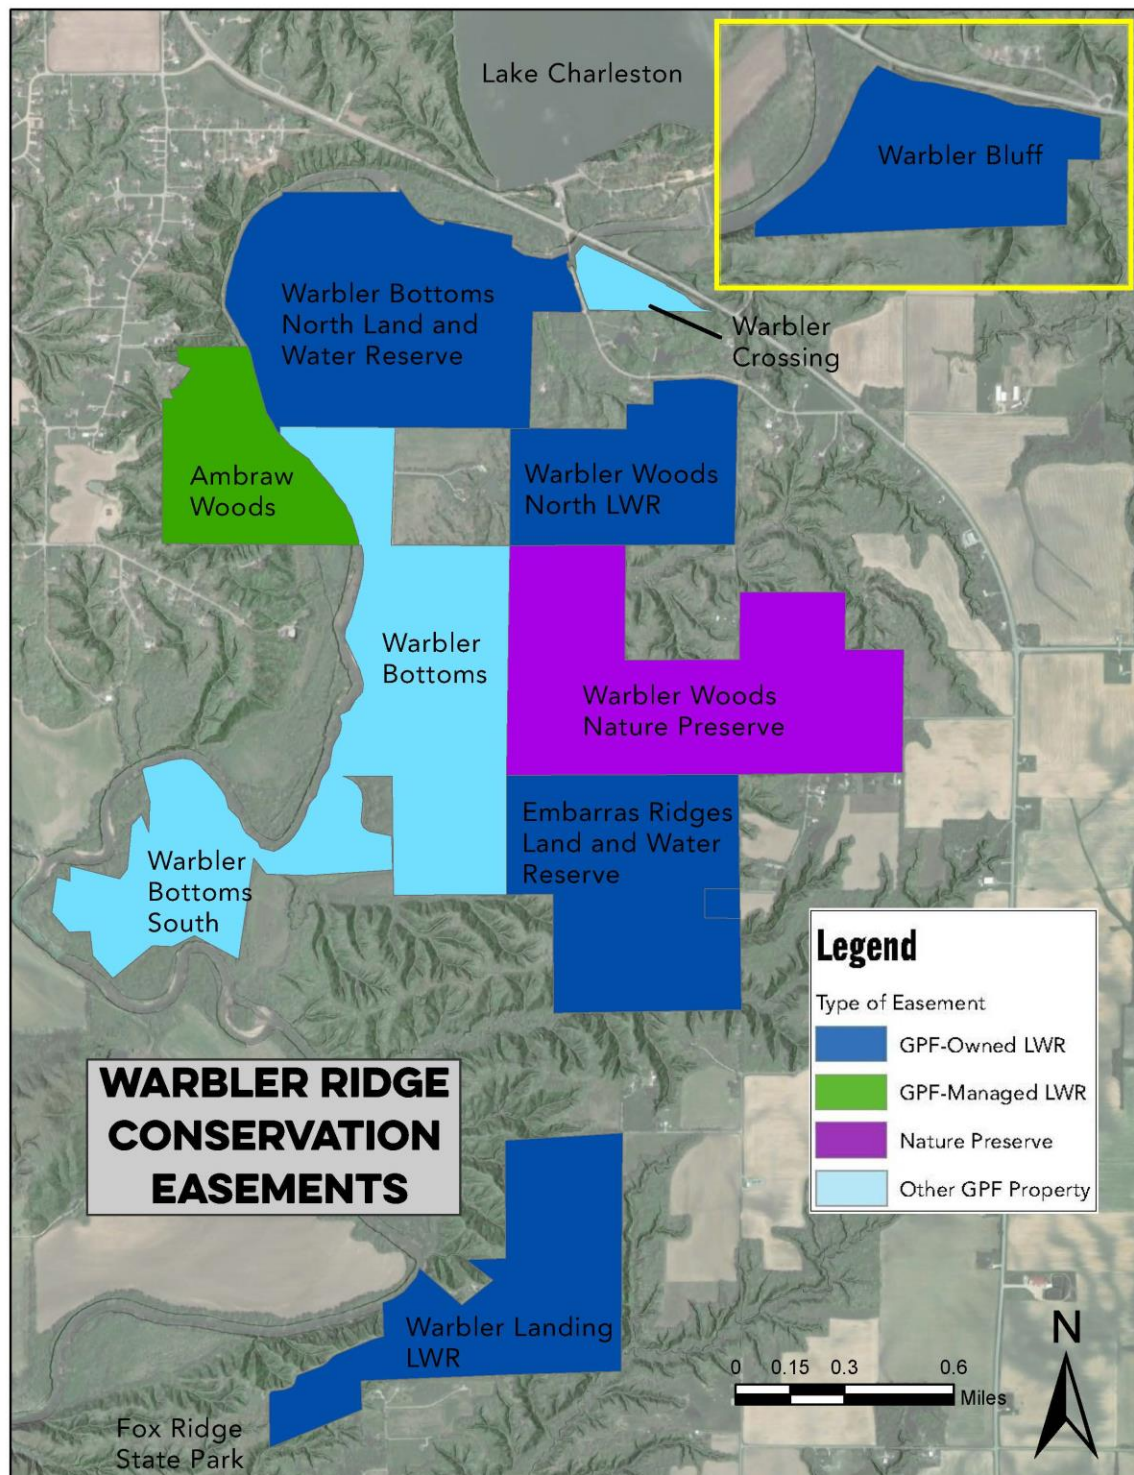 Lake Charleston
Warbler Bluff
Warbler Bottoms
North Land and
Water Reserve
Warbler
Crossing
Ambraw
Woods
Warbler Woods
North LWR
Warbler
Bottoms
Warbler Woods
Nature Preserve
Embarras Ridges
Land and Water
Reserve
Warbler
Bottoms
South
Legend
Type of Easement
GPF-Owned LWR
GPF-Managed LWR
Nature Preserve
Other GPF Property
WARBLER RIDGE
CONSERVATION
EASEMENTS
Warbler Landing
LWR
N
0 0.15 0.3 0.6
Miles
Fox Ridge
State Park